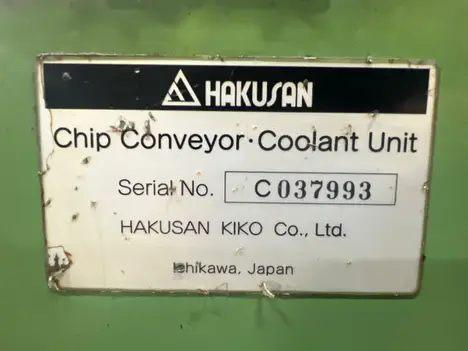 HAKUSAN
Chip Conveyor·Coolant Unit
Serial No. C037993
HAKUSAN KIKO Co., Ltd.
Ishikawa, Japan